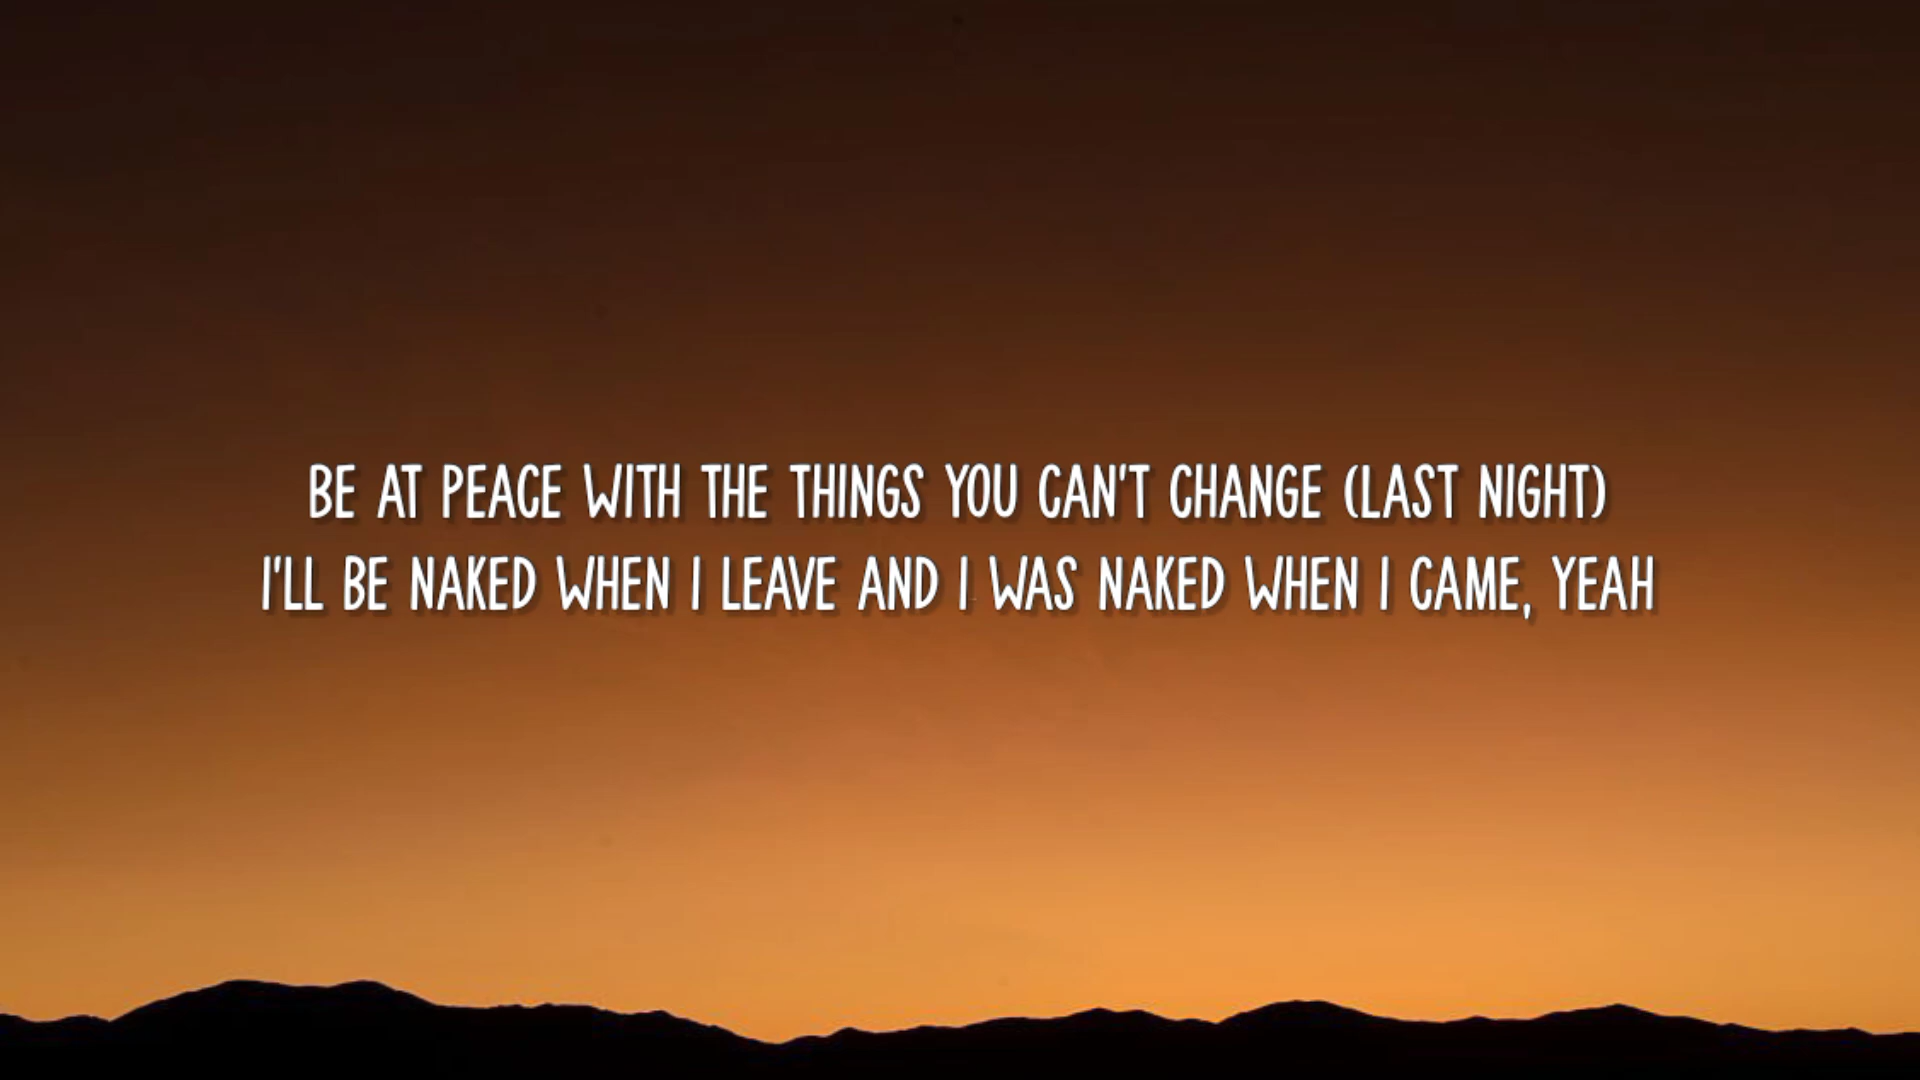 BE AT PEACE WITH THE THINGS YOU CAN'T CHANGE (LAST NIGHT)
I'LL BE NAKED WHEN I LEAVE AND I WAS NAKED WHEN I CAME, YEAH